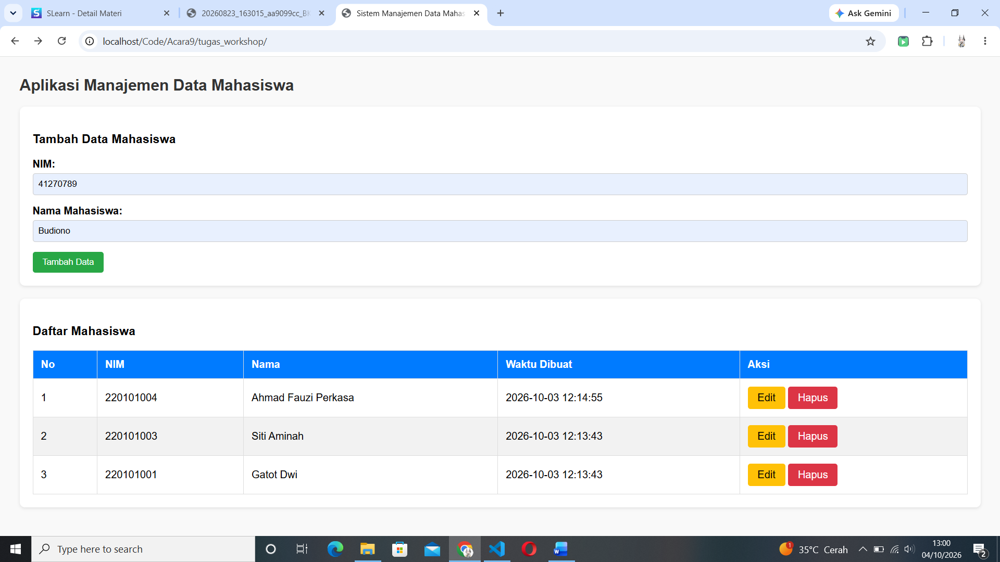 SLearn - Detail Materi
20260823_163015_aa9099cc_BK
Sistem Manajemen Data Mahas
Ask Gemini
localhost/Code/Acara9/tugas_workshop/
Aplikasi Manajemen Data Mahasiswa
Tambah Data Mahasiswa
NIM:
41270789
Nama Mahasiswa:
Budiono
Tambah Data
Daftar Mahasiswa
No NIM Nama Waktu Dibuat Aksi
1 220101004 Ahmad Fauzi Perkasa 2026-10-03 12:14:55 Edit Hapus
2 220101003 Siti Aminah 2026-10-03 12:13:43 Edit Hapus
3 220101001 Gatot Dwi 2026-10-03 12:13:43 Edit Hapus
Type here to search
1
35°C Cerah
13:00
04/10/2026
2